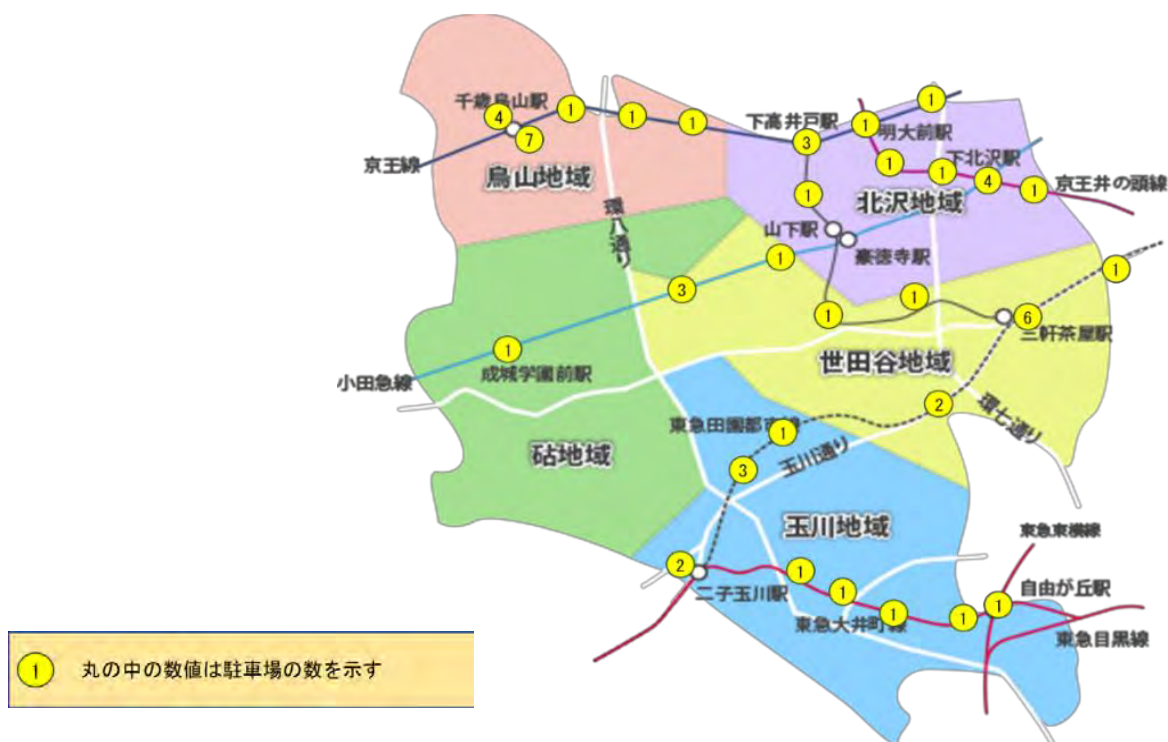 千歳烏山駅
4
7
1
1
1
下高井戸駅
3
1
1
明大前駅
京王線
烏山地域
1
1
下北沢駅
4
1
京王井の頭線
1
北沢地域
環八通り
山下駅
豪徳寺駅
1
1
3
1
1
6
三軒茶屋駅
1
成城学園前駅
小田急線
世田谷地域
2
環七通り
東急田園都市線
1
玉川通り
3
砧地域
玉川地域
東急東横線
2
二子玉川駅
1
1
1
1
1
自由が丘駅
東急大井町線
東急目黒線
1
丸の中の数値は駐車場の数を示す